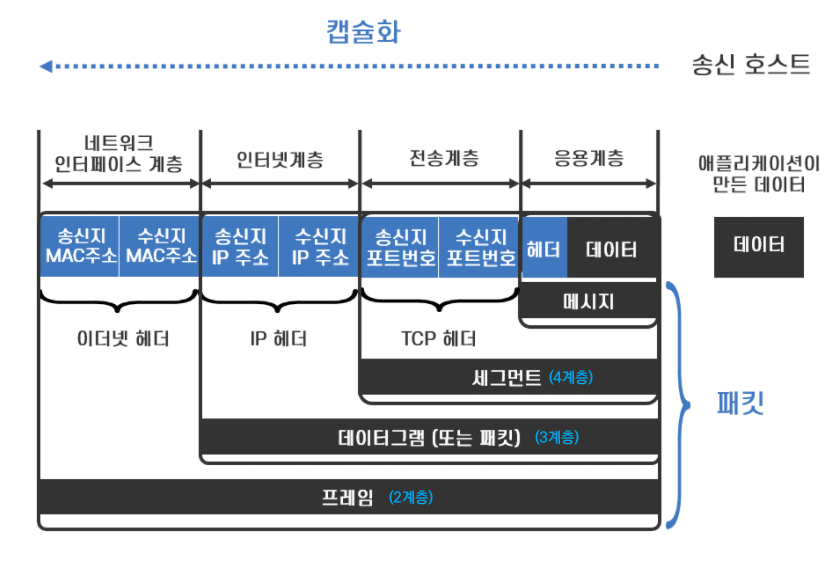 캡슐화
송신 호스트
네트워크
인터페이스 계층
인터넷계층
전송계층
응용계층
애플리케이션이
만든 데이터
송신지
MAC주소
수신지
MAC주소
송신지
IP 주소
수신지
IP 주소
송신지
포트번호
수신지
포트번호
헤더
데이터
데이터
메시지
이더넷 헤더
IP 헤더
TCP 헤더
세그먼트 (4계층)
패킷
데이터그램 (또는 패킷) (3계층)
프레임 (2계층)